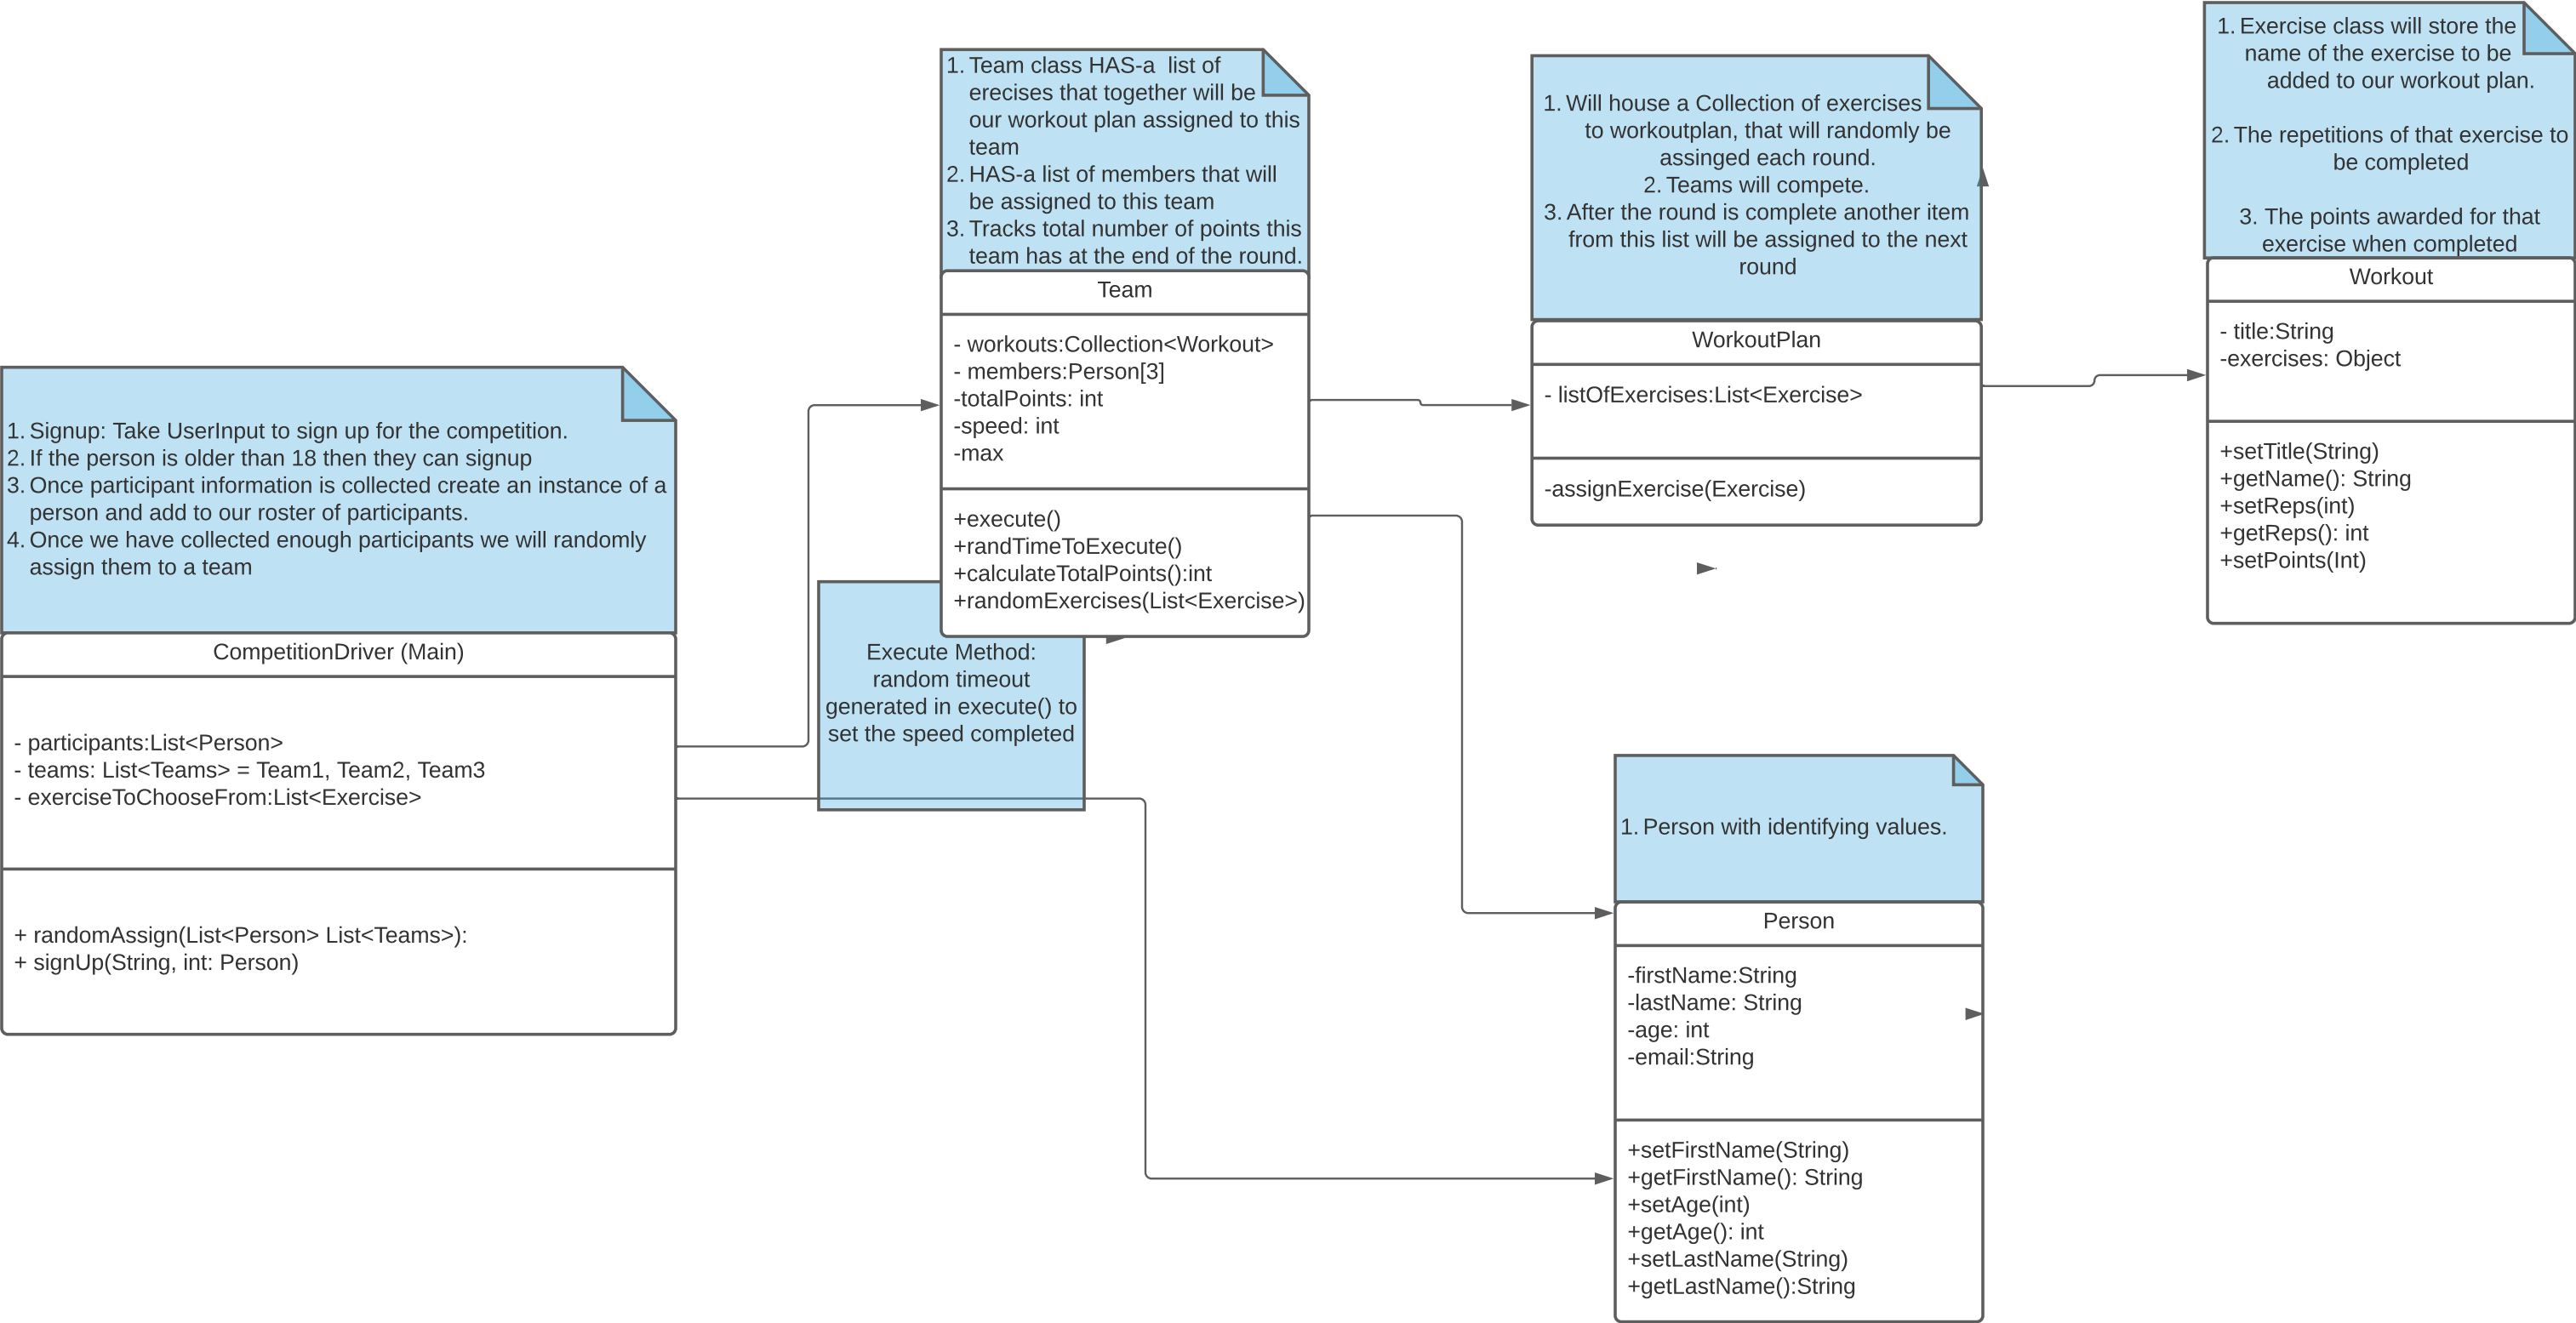 1. Signup: Take UserInput to sign up for the competition.
2. If the person is older than 18 then they can signup
3. Once participant information is collected create an instance of a
person and add to our roster of participants.
4. Once we have collected enough participants we will randomly
assign them to a team
CompetitionDriver (Main)
- participants:List<Person>
- teams: List<Teams> = Team1, Team2, Team3
- exerciseToChooseFrom:List<Exercise>
+ randomAssign(List<Person> List<Teams>):
+ signUp(String, int: Person)
1. Team class HAS-a  list of
erecises that together will be
our workout plan assigned to this
team
2. HAS-a list of members that will
be assigned to this team
3. Tracks total number of points this
team has at the end of the round.
Team
- workouts:Collection<Workout>
- members:Person[3]
-totalPoints: int
-speed: int
-max
+execute()
+randTimeToExecute()
+calculateTotalPoints():int
+randomExercises(List<Exercise>)
Execute Method:
random timeout
generated in execute() to
set the speed completed
1. Will house a Collection of exercises
to workoutplan, that will randomly be
assinged each round.
2. Teams will compete.
3. After the round is complete another item
from this list will be assigned to the next
round
WorkoutPlan
- listOfExercises:List<Exercise>
-assignExercise(Exercise)
1. Exercise class will store the
name of the exercise to be
added to our workout plan.
2. The repetitions of that exercise to
be completed
3. The points awarded for that
exercise when completed
Workout
- title:String
-exercises: Object
+setTitle(String)
+getName(): String
+setReps(int)
+getReps(): int
+setPoints(Int)
1. Person with identifying values.
Person
-firstName:String
-lastName: String
-age: int
-email:String
+setFirstName(String)
+getFirstName(): String
+setAge(int)
+getAge(): int
+setLastName(String)
+getLastName():String